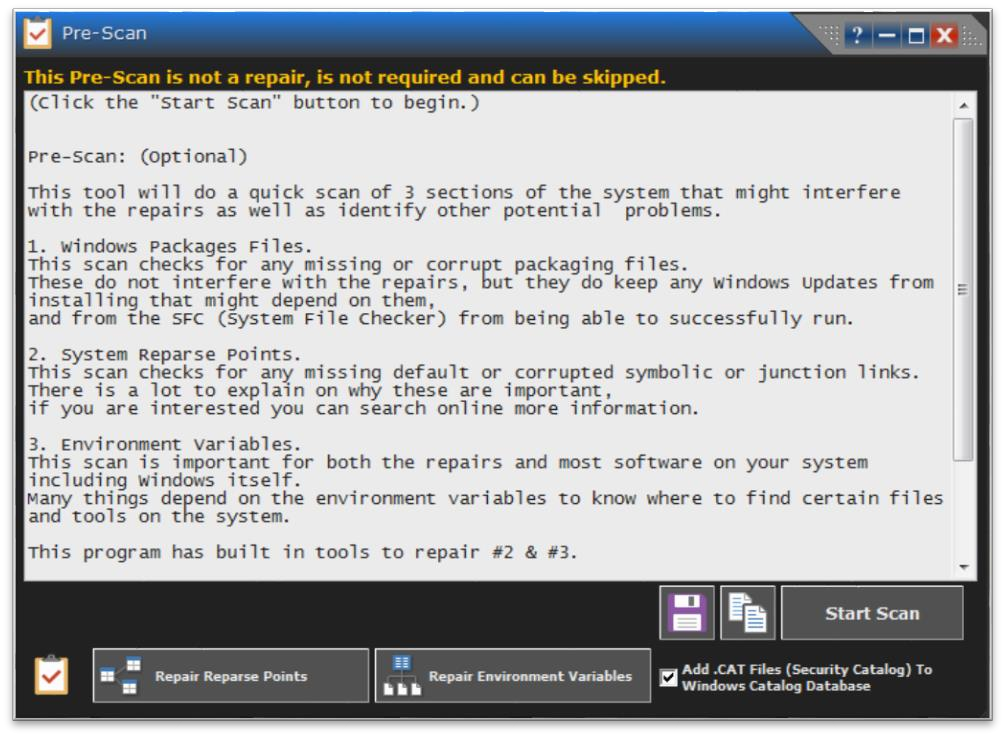 Pre-Scan
?
This Pre-Scan is not a repair, is not required and can be skipped.
(Click the "Start Scan" button to begin.)
Pre-Scan: (Optional)
This tool will do a quick scan of 3 sections of the system that might interfere
with the repairs as well as identify other potential  problems.
1. Windows Packages Files.
This scan checks for any missing or corrupt packaging files.
These do not interfere with the repairs, but they do keep any Windows Updates from
installing that might depend on them,
and from the SFC (System File Checker) from being able to successfully run.
2. System Reparse Points.
This scan checks for any missing default or corrupted symbolic or junction links.
There is a lot to explain on why these are important,
if you are interested you can search online more information.
3. Environment Variables.
This scan is important for both the repairs and most software on your system
including Windows itself.
Many things depend on the environment variables to know where to find certain files
and tools on the system.
This program has built in tools to repair #2 & #3.
Start Scan
Repair Reparse Points
Repair Environment Variables
Add .CAT Files (Security Catalog) To
Windows Catalog Database